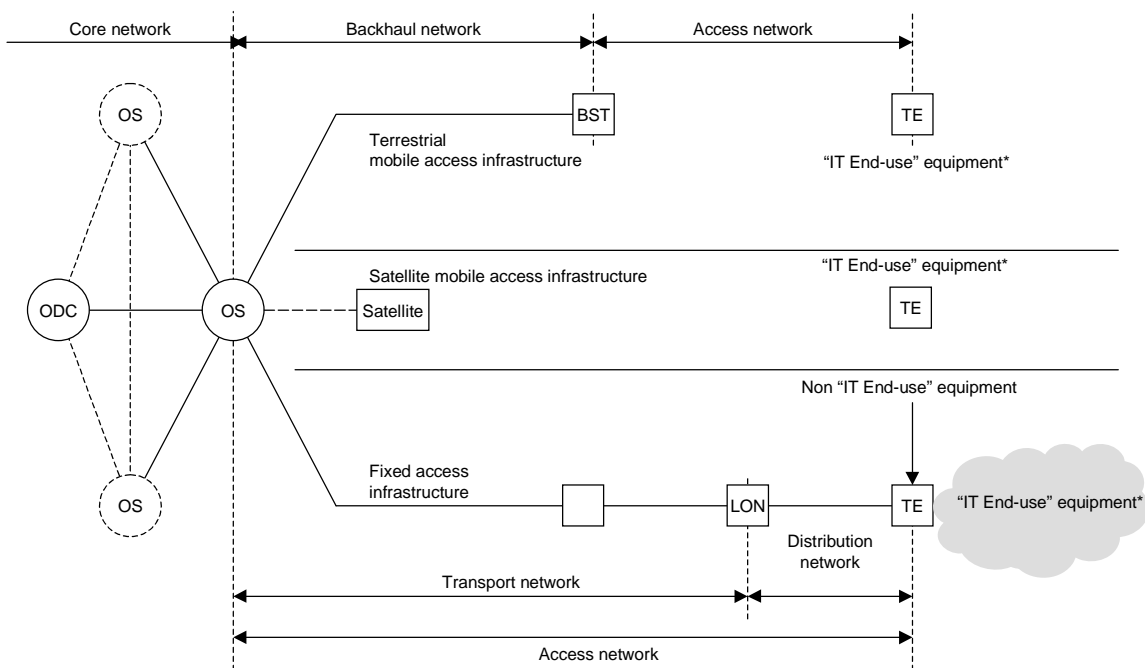 Core network
Backhaul network
Access network
OS
BST
TE
Terrestrial
mobile access infrastructure
“IT End-use” equipment*
“IT End-use” equipment*
Satellite mobile access infrastructure
ODC
OS
Satellite
TE
Non “IT End-use” equipment
Fixed access
infrastructure
OS
LON
TE
“IT End-use” equipment*
Distribution
network
Transport network
Access network